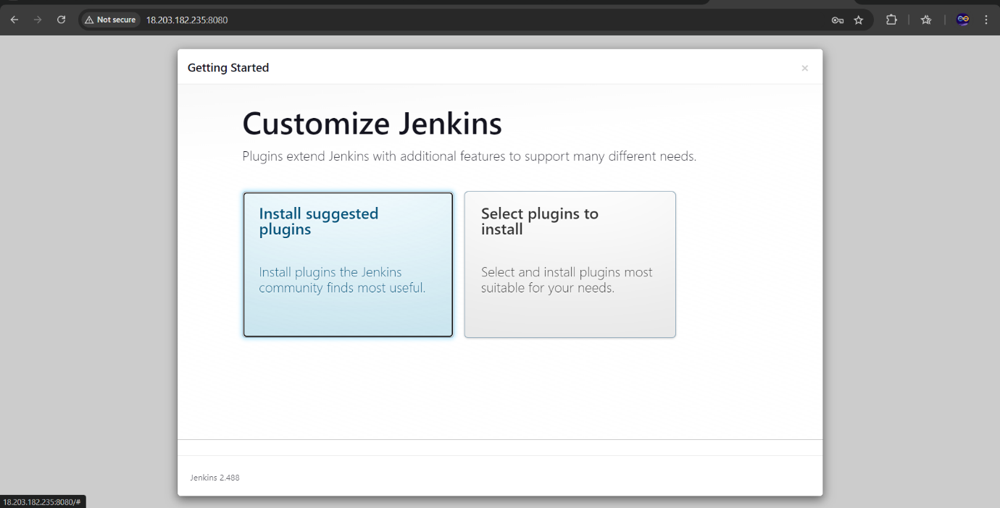 Not secure
18.203.182.235:8080
Getting Started
×
Customize Jenkins
Plugins extend Jenkins with additional features to support many different needs.
Install suggested
plugins
Install plugins the Jenkins
community finds most useful.
Select plugins to
install
Select and install plugins most
suitable for your needs.
Jenkins 2.488
18.203.182.235:8080/#